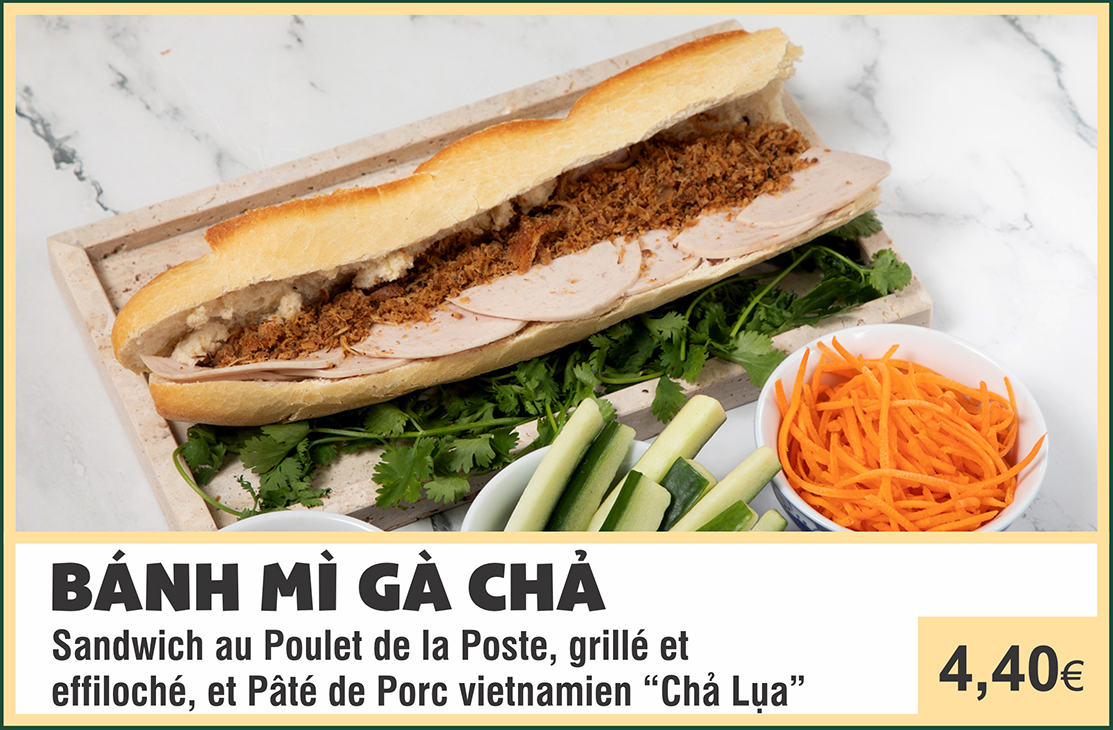 BÁNH MÌ GÀ CHẢ
Sandwich au Poulet de la Poste, grillé et
effiloché, et Pâté de Porc vietnamien “Chả Lụa”
4,40€